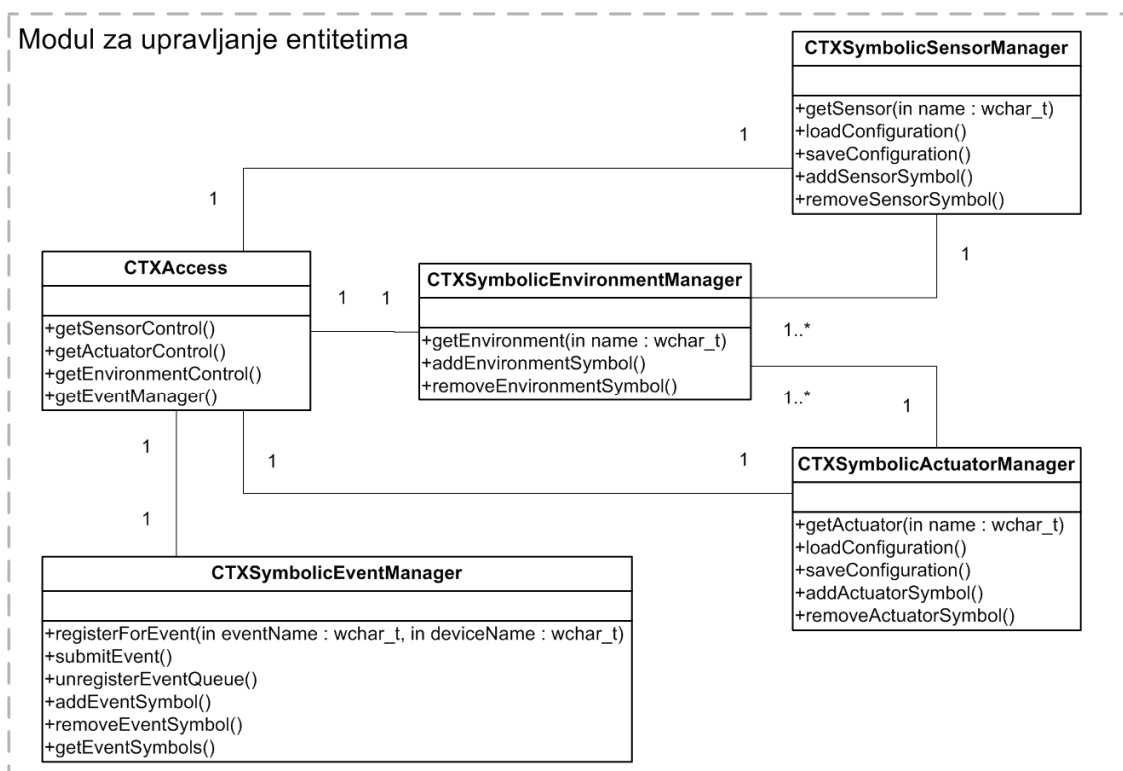 Modul za upravljanje entitetima
CTXSymbolicSensorManager
+getSensor(in name : wchar_t)
+loadConfiguration()
+saveConfiguration()
+addSensorSymbol()
+removeSensorSymbol()
1
1
1
CTXAccess
+getSensorControl()
+getActuatorControl()
+getEnvironmentControl()
+getEventManager()
1
1
CTXSymbolicEnvironmentManager
+getEnvironment(in name : wchar_t)
+addEnvironmentSymbol()
+removeEnvironmentSymbol()
1..*
1..*
1
1
1
1
1
CTXSymbolicActuatorManager
+getActuator(in name : wchar_t)
+loadConfiguration()
+saveConfiguration()
+addActuatorSymbol()
+removeActuatorSymbol()
CTXSymbolicEventManager
+registerForEvent(in eventName : wchar_t, in deviceName : wchar_t)
+submitEvent()
+unregisterEventQueue()
+addEventSymbol()
+removeEventSymbol()
+getEventSymbols()